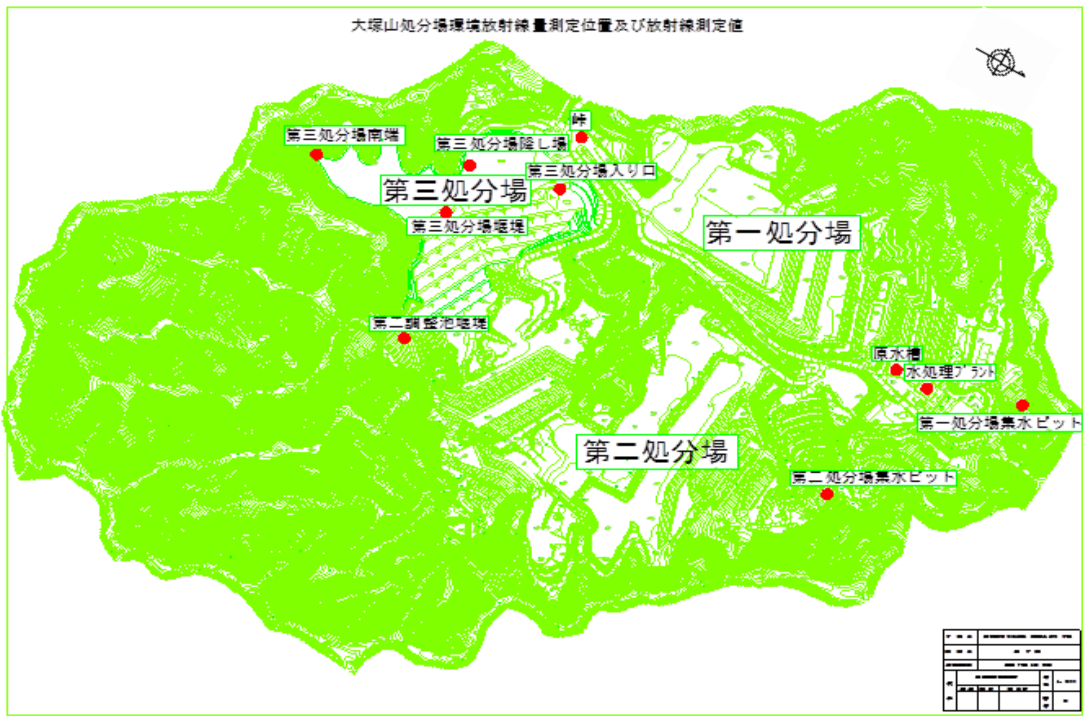 大塚山処分場環境放射線量測定位置及び放射線測定値
峠
第三処分場南端
第三処分場降し場
第三処分場入り口
第三処分場
第三処分場堰堤
第一処分場
第二調整池堰堤
原水槽
水処理プラント
第一処分場集水ピット
第二処分場
第二処分場集水ピット